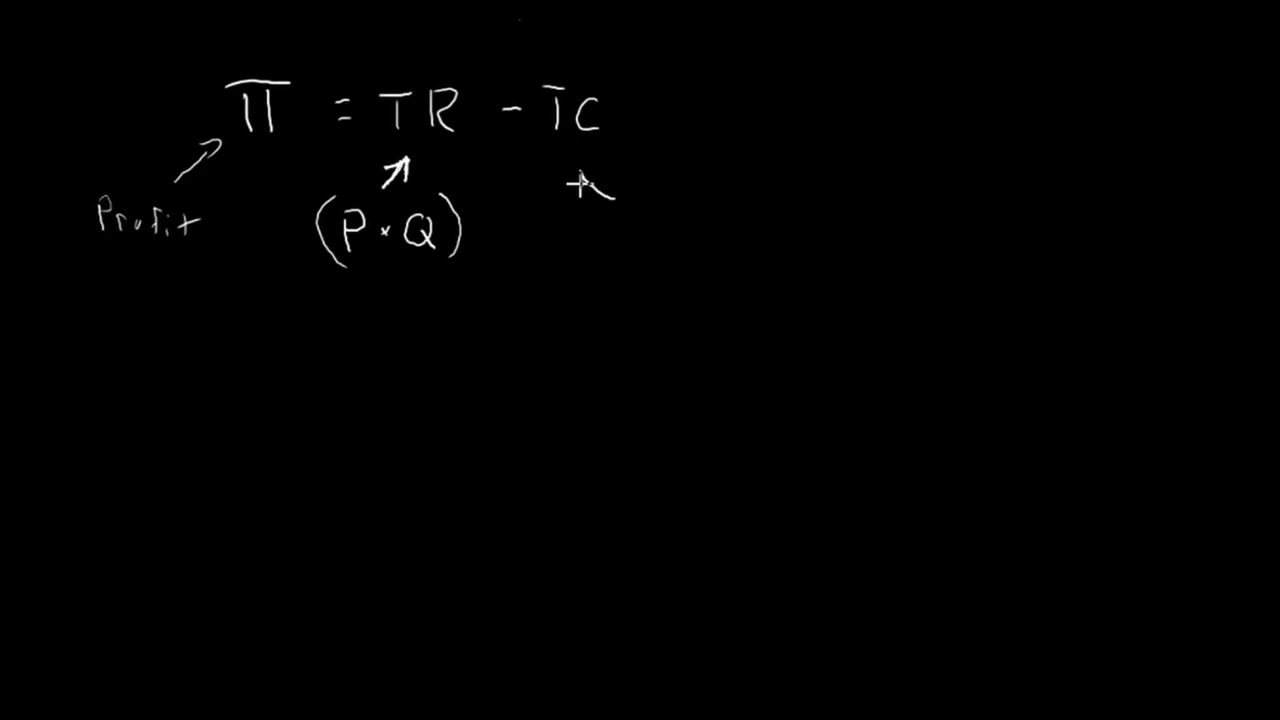 Π = TR - TC
Profit
(P × Q)